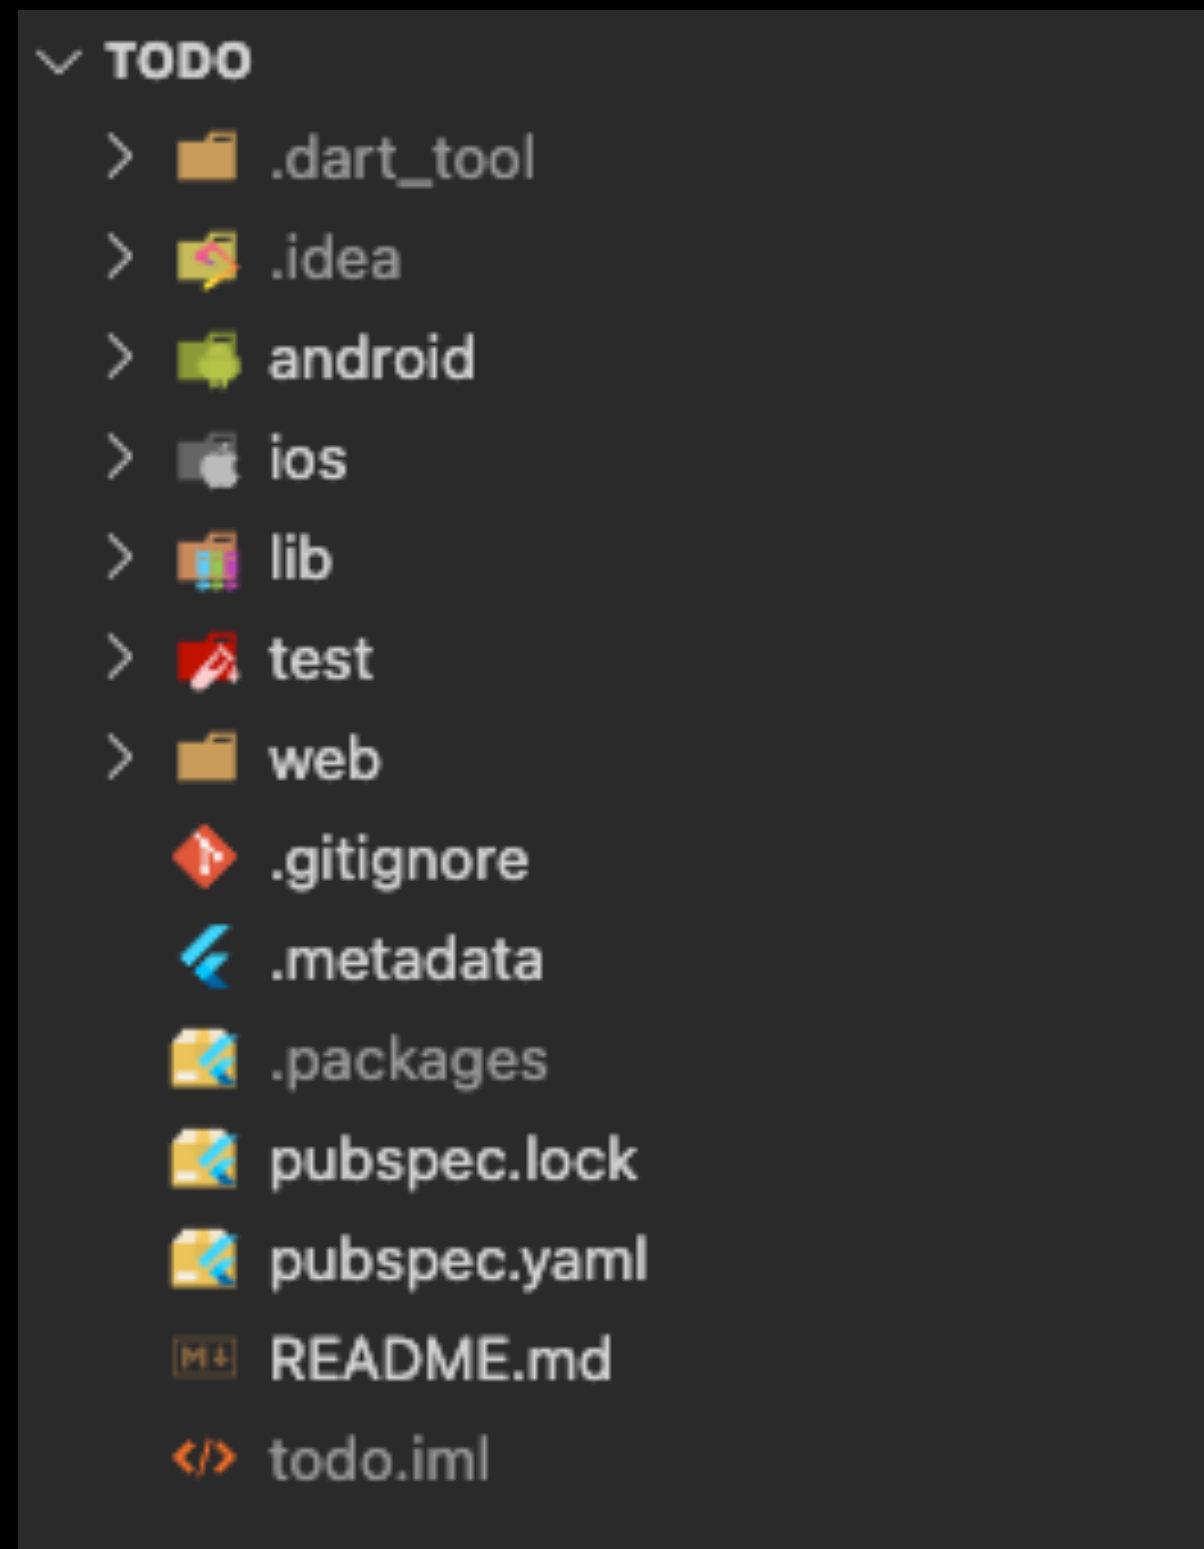 TODO
.dart_tool
.idea
android
ios
lib
test
web
.gitignore
.metadata
.packages
pubspec.lock
pubspec.yaml
README.md
todo.iml